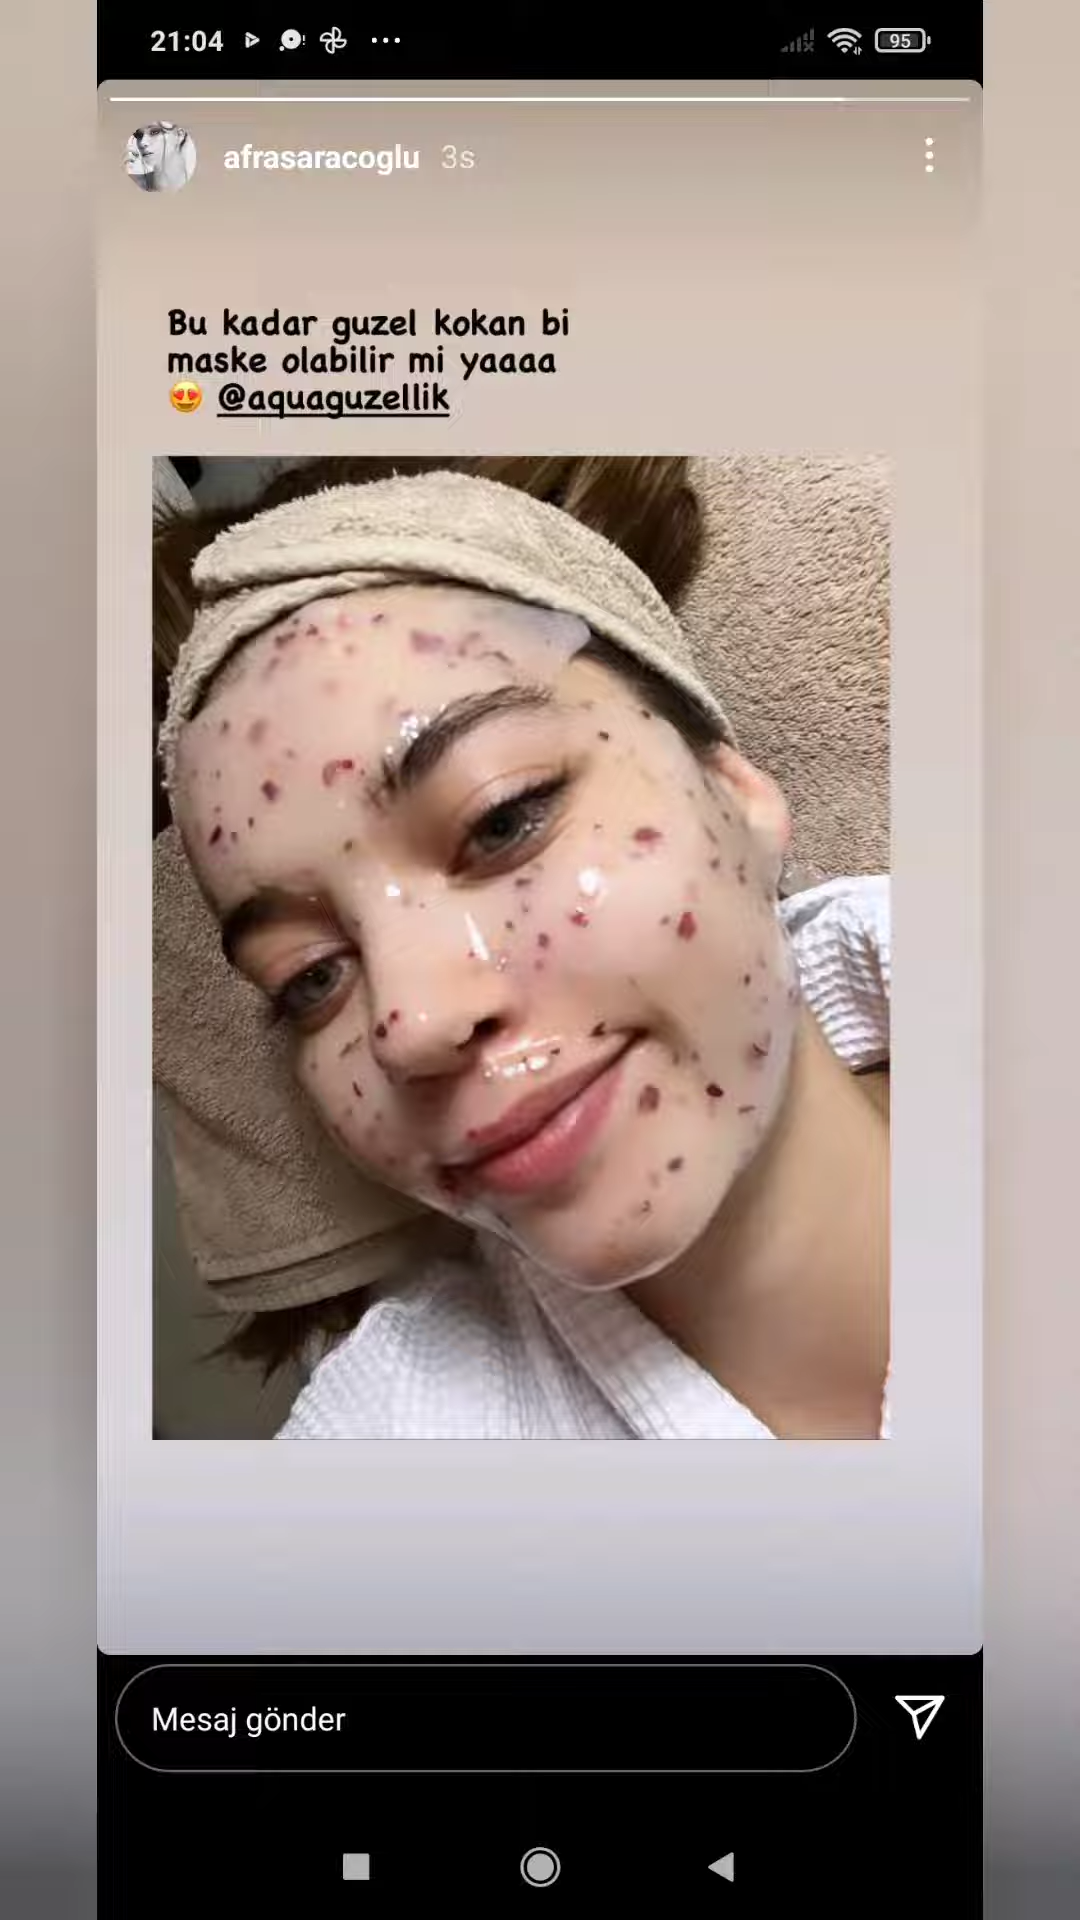 21:04
95
afrasaracoglu 3s
Bu kadar guzel kokan bi
maske olabilir mi yaaaa
😍 @aquaguzellik
Mesaj gönder